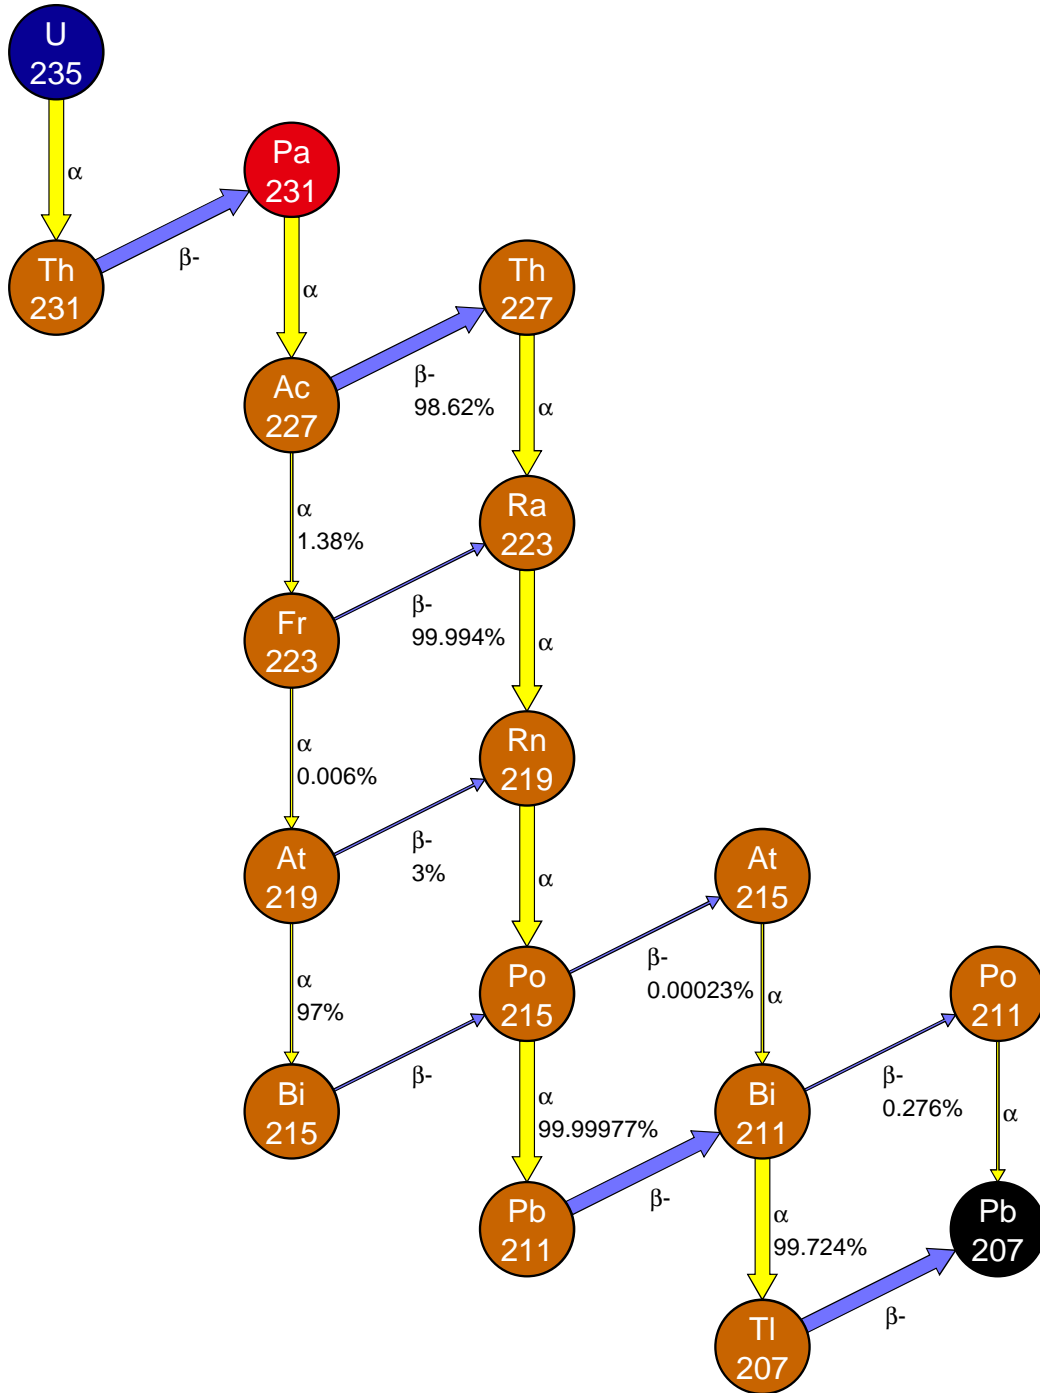 U
235
α
Pa
231
β-
Th
231
α
Th
227
Ac
227
β-
98.62%
α
α
1.38%
Ra
223
Fr
223
β-
99.994%
α
α
0.006%
Rn
219
At
219
β-
3%
α
At
215
α
97%
Po
215
β-
0.00023%
α
Po
211
Bi
215
β-
α
99.99977%
Bi
211
β-
0.276%
α
Pb
211
β-
α
99.724%
Pb
207
Tl
207
β-